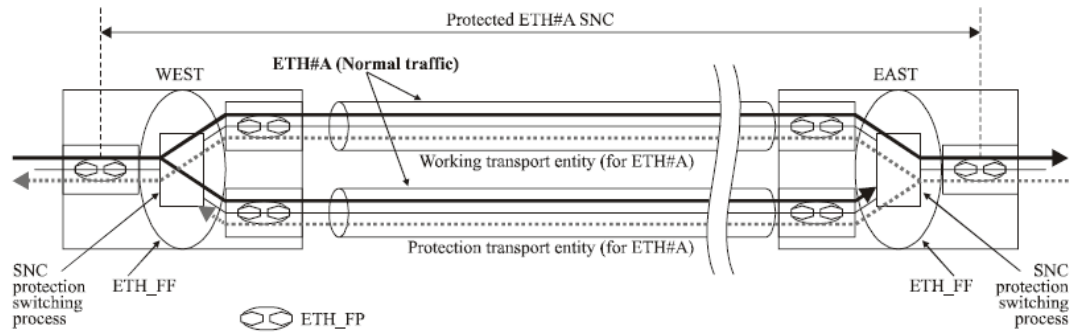 Protected ETH#A SNC
ETH#A (Normal traffic)
WEST
EAST
Working transport entity (for ETH#A)
Protection transport entity (for ETH#A)
SNC
protection
switching
process
ETH_FF
ETH_FF
SNC
protection
switching
process
ETH_FP